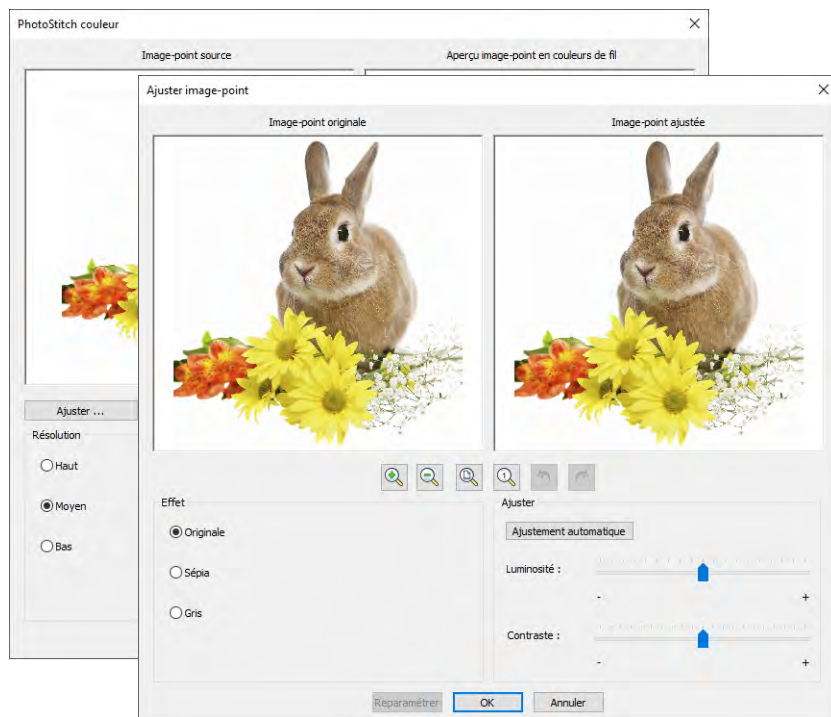 PhotoStitch couleur
Image-point source
Aperçu image-point en couleurs de fil
Ajuster ...
Résolution
Haut
Moyen
Bas
Ajuster image-point
Image-point originale
Image-point ajustée
1
Effet
Originale
Sépia
Gris
Ajuster
Ajustement automatique
Luminosité :
- +
Contraste :
- +
Reparamétrer OK Annuler